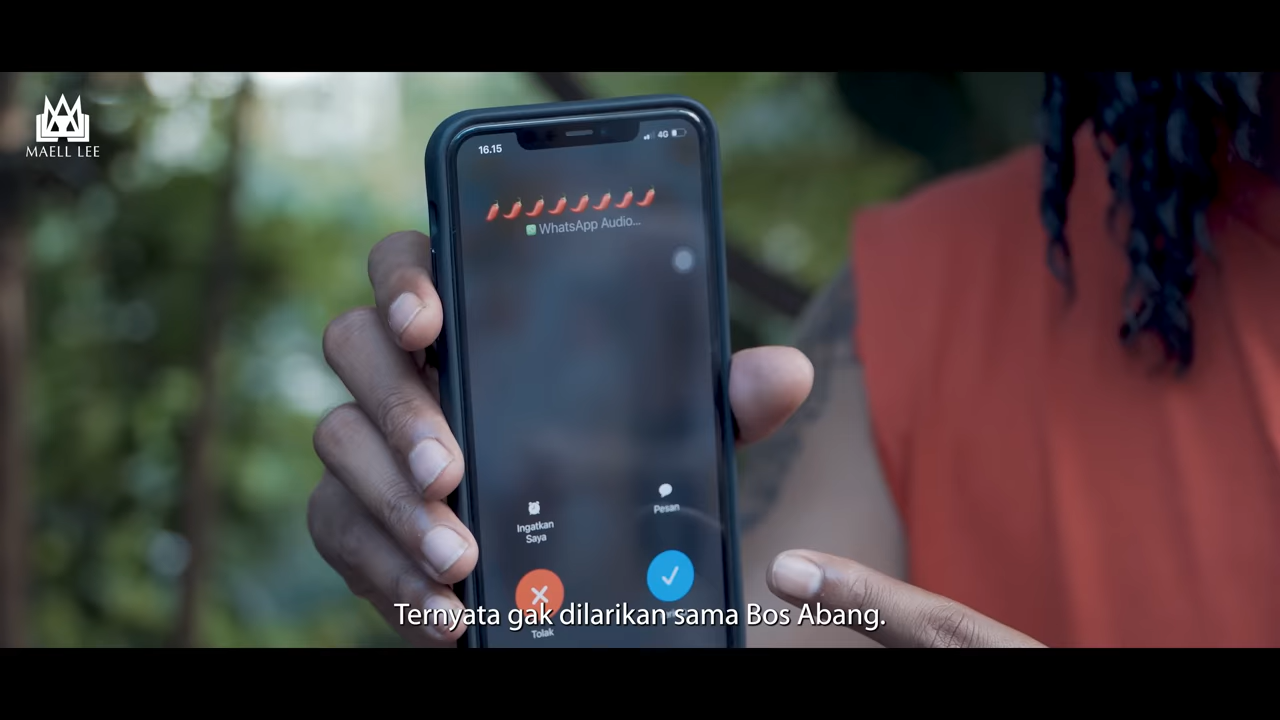 MAELL LEE
16.15
4G
WhatsApp Audio...
Ingatkan
Saya
Pesan
Tolak
Ternyata gak dilarikan sama Bos Abang.